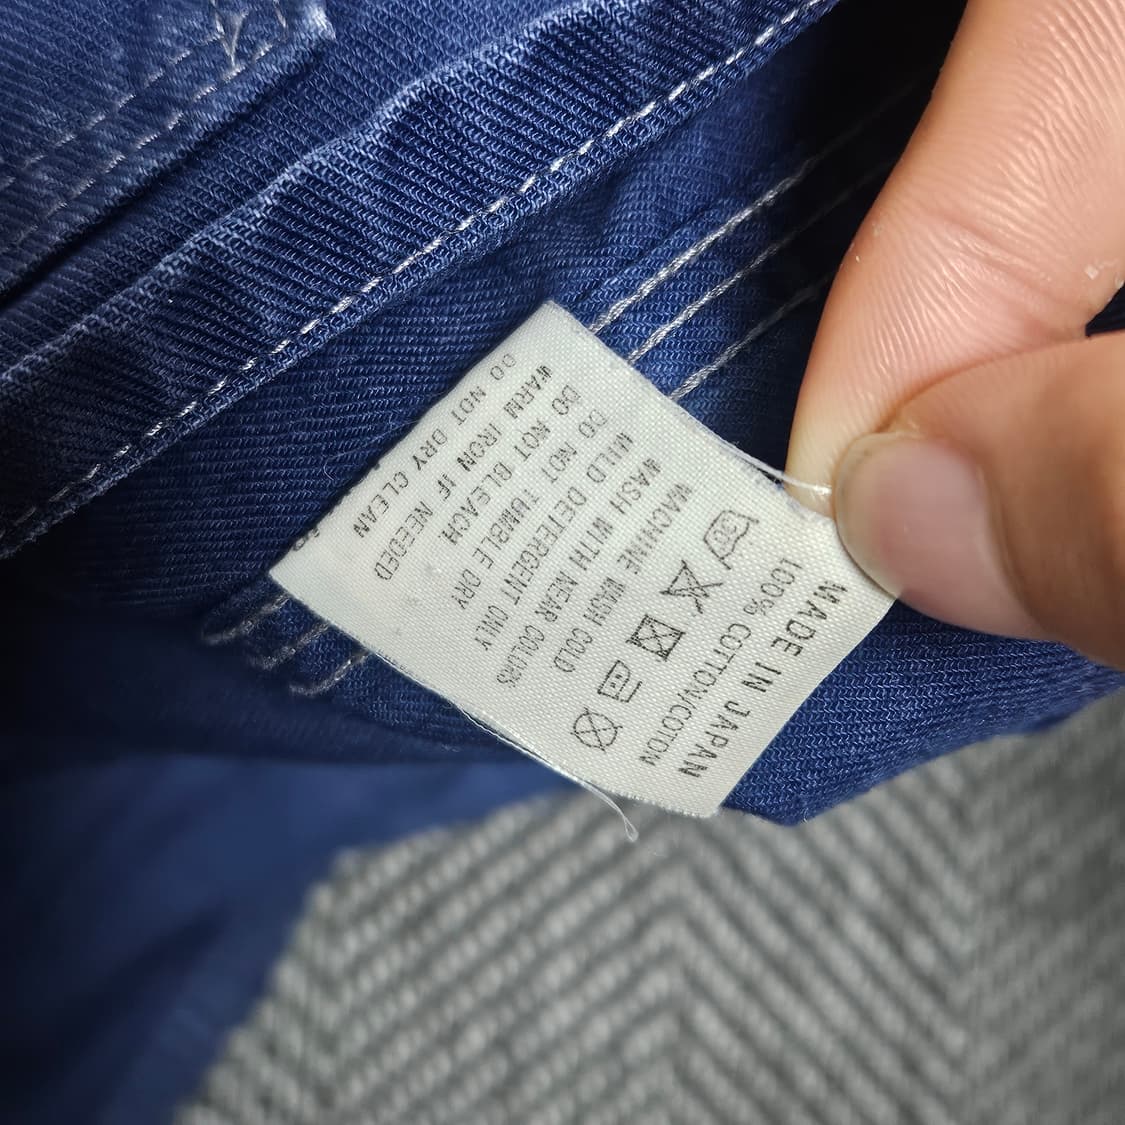 MADE IN JAPAN
100% COTTON/COTON
30
MACHINE WASH COLD
WASH WITH NEAR COLORS
MILD DETERGENT ONLY
DO NOT TUMBLE DRY
DO NOT BLEACH.
WARM IRON IF NEEDED
DO NOT DRY CLEAN